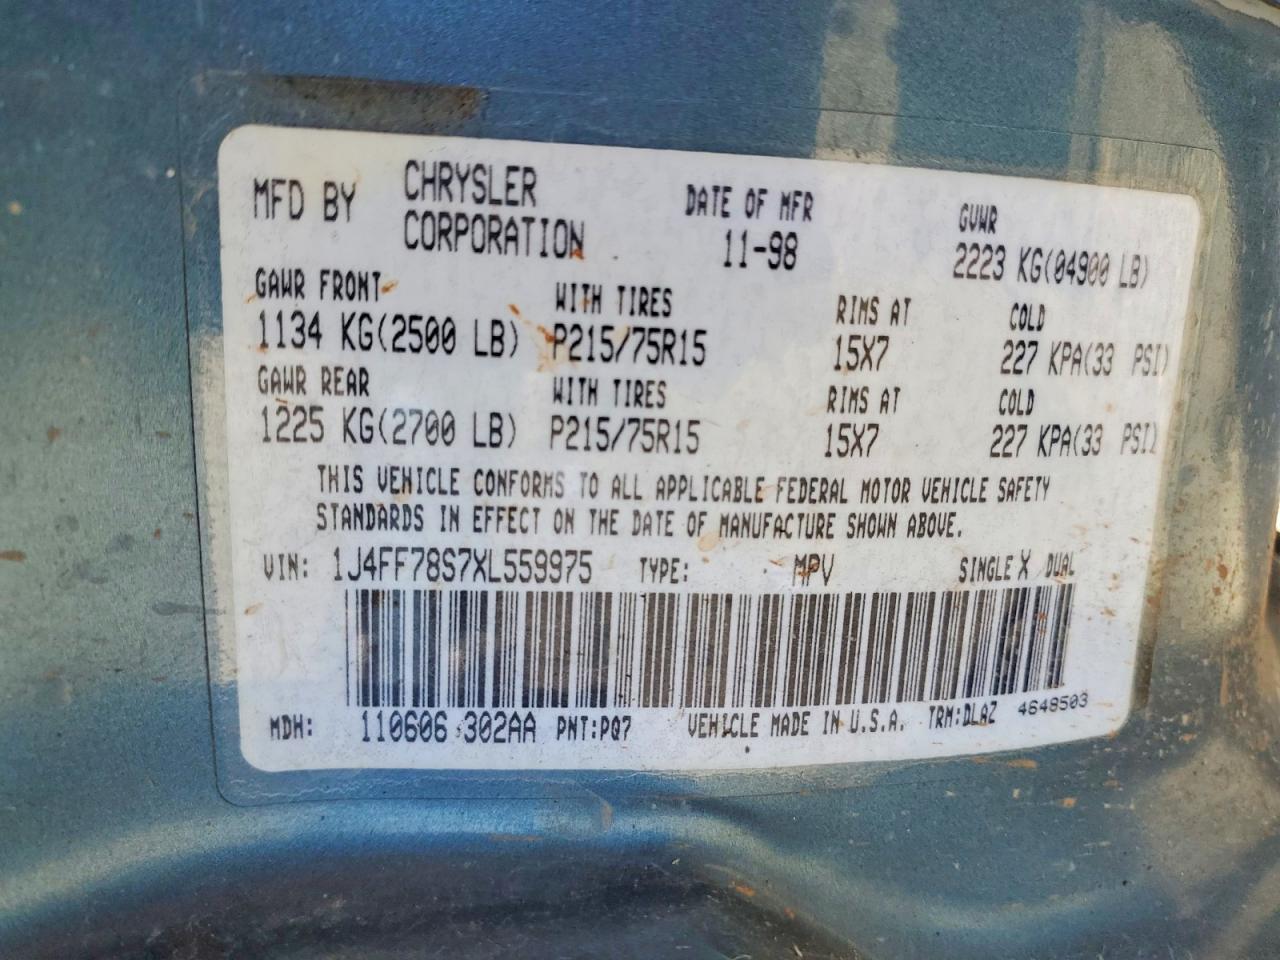 MFD BY CHRYSLER CORPORATION DATE OF MFR 11-98 GVWR 2223 KG(04900 LB)
GAWR FRONT WITH TIRES RIMS AT COLD
1134 KG(2500 LB) P215/75R15 15X7 227 KPA(33 PSI)
GAWR REAR WITH TIRES RIMS AT COLD
1225 KG(2700 LB) P215/75R15 15X7 227 KPA(33 PSI)
THIS VEHICLE CONFORMS TO ALL APPLICABLE FEDERAL MOTOR VEHICLE SAFETY
STANDARDS IN EFFECT ON THE DATE OF MANUFACTURE SHOWN ABOVE.
VIN: 1J4FF78S7XL559975 TYPE: MPV SINGLE X DUAL
MDH: 110606 302AA PNT:PQ7 VEHICLE MADE IN U.S.A. TRM:DLAZ 4648503